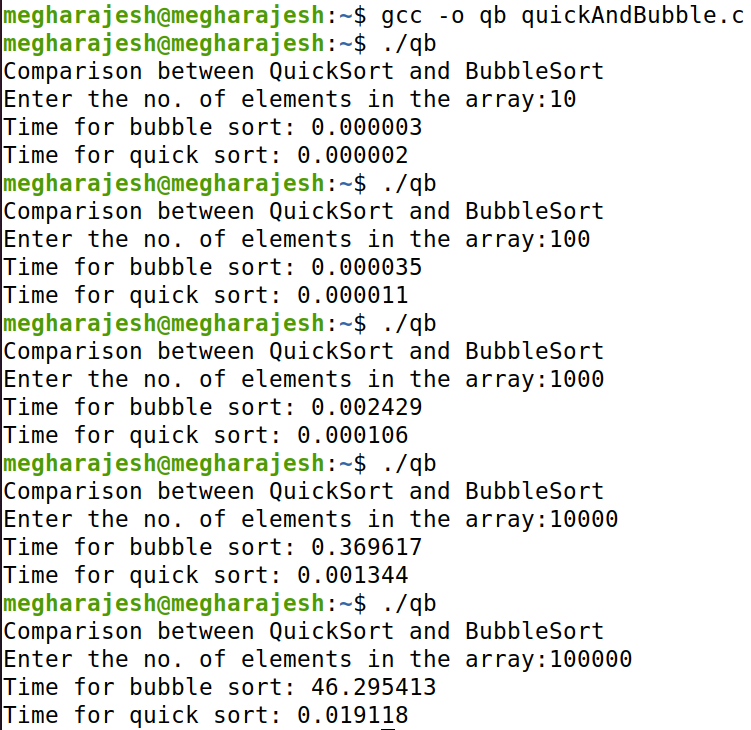 megharajesh@megharajesh:~$ gcc -o qb quickAndBubble.c
megharajesh@megharajesh:~$ ./qb
Comparison between QuickSort and BubbleSort
Enter the no. of elements in the array:10
Time for bubble sort: 0.000003
Time for quick sort: 0.000002
megharajesh@megharajesh:~$ ./qb
Comparison between QuickSort and BubbleSort
Enter the no. of elements in the array:100
Time for bubble sort: 0.000035
Time for quick sort: 0.000011
megharajesh@megharajesh:~$ ./qb
Comparison between QuickSort and BubbleSort
Enter the no. of elements in the array:1000
Time for bubble sort: 0.002429
Time for quick sort: 0.000106
megharajesh@megharajesh:~$ ./qb
Comparison between QuickSort and BubbleSort
Enter the no. of elements in the array:10000
Time for bubble sort: 0.369617
Time for quick sort: 0.001344
megharajesh@megharajesh:~$ ./qb
Comparison between QuickSort and BubbleSort
Enter the no. of elements in the array:100000
Time for bubble sort: 46.295413
Time for quick sort: 0.019118